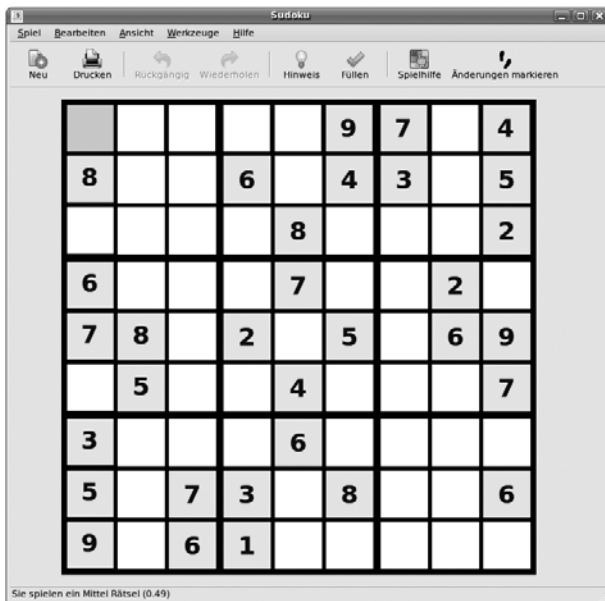 Sudoku
Spiel Bearbeiten Ansicht Werkzeuge Hilfe
Neu Drucken Rückgängig Wiederholen Hinweis Füllen Spielhilfe Änderungen markieren
9 7 4
8 6 4 3 5
8 2
6 7 2
7 8 2 5 6 9
5 4 7
3 6
5 7 3 8 6
9 6 1
Sie spielen ein Mittel Rätsel (0.49)